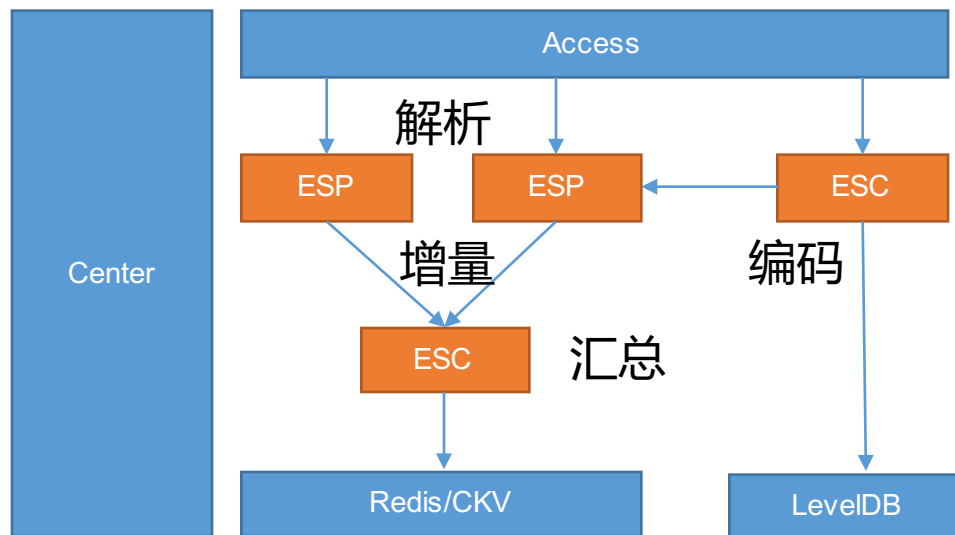 Access
解析
ESP
ESP
ESC
Center
增量
编码
ESC
汇总
Redis/CKV
LevelDB